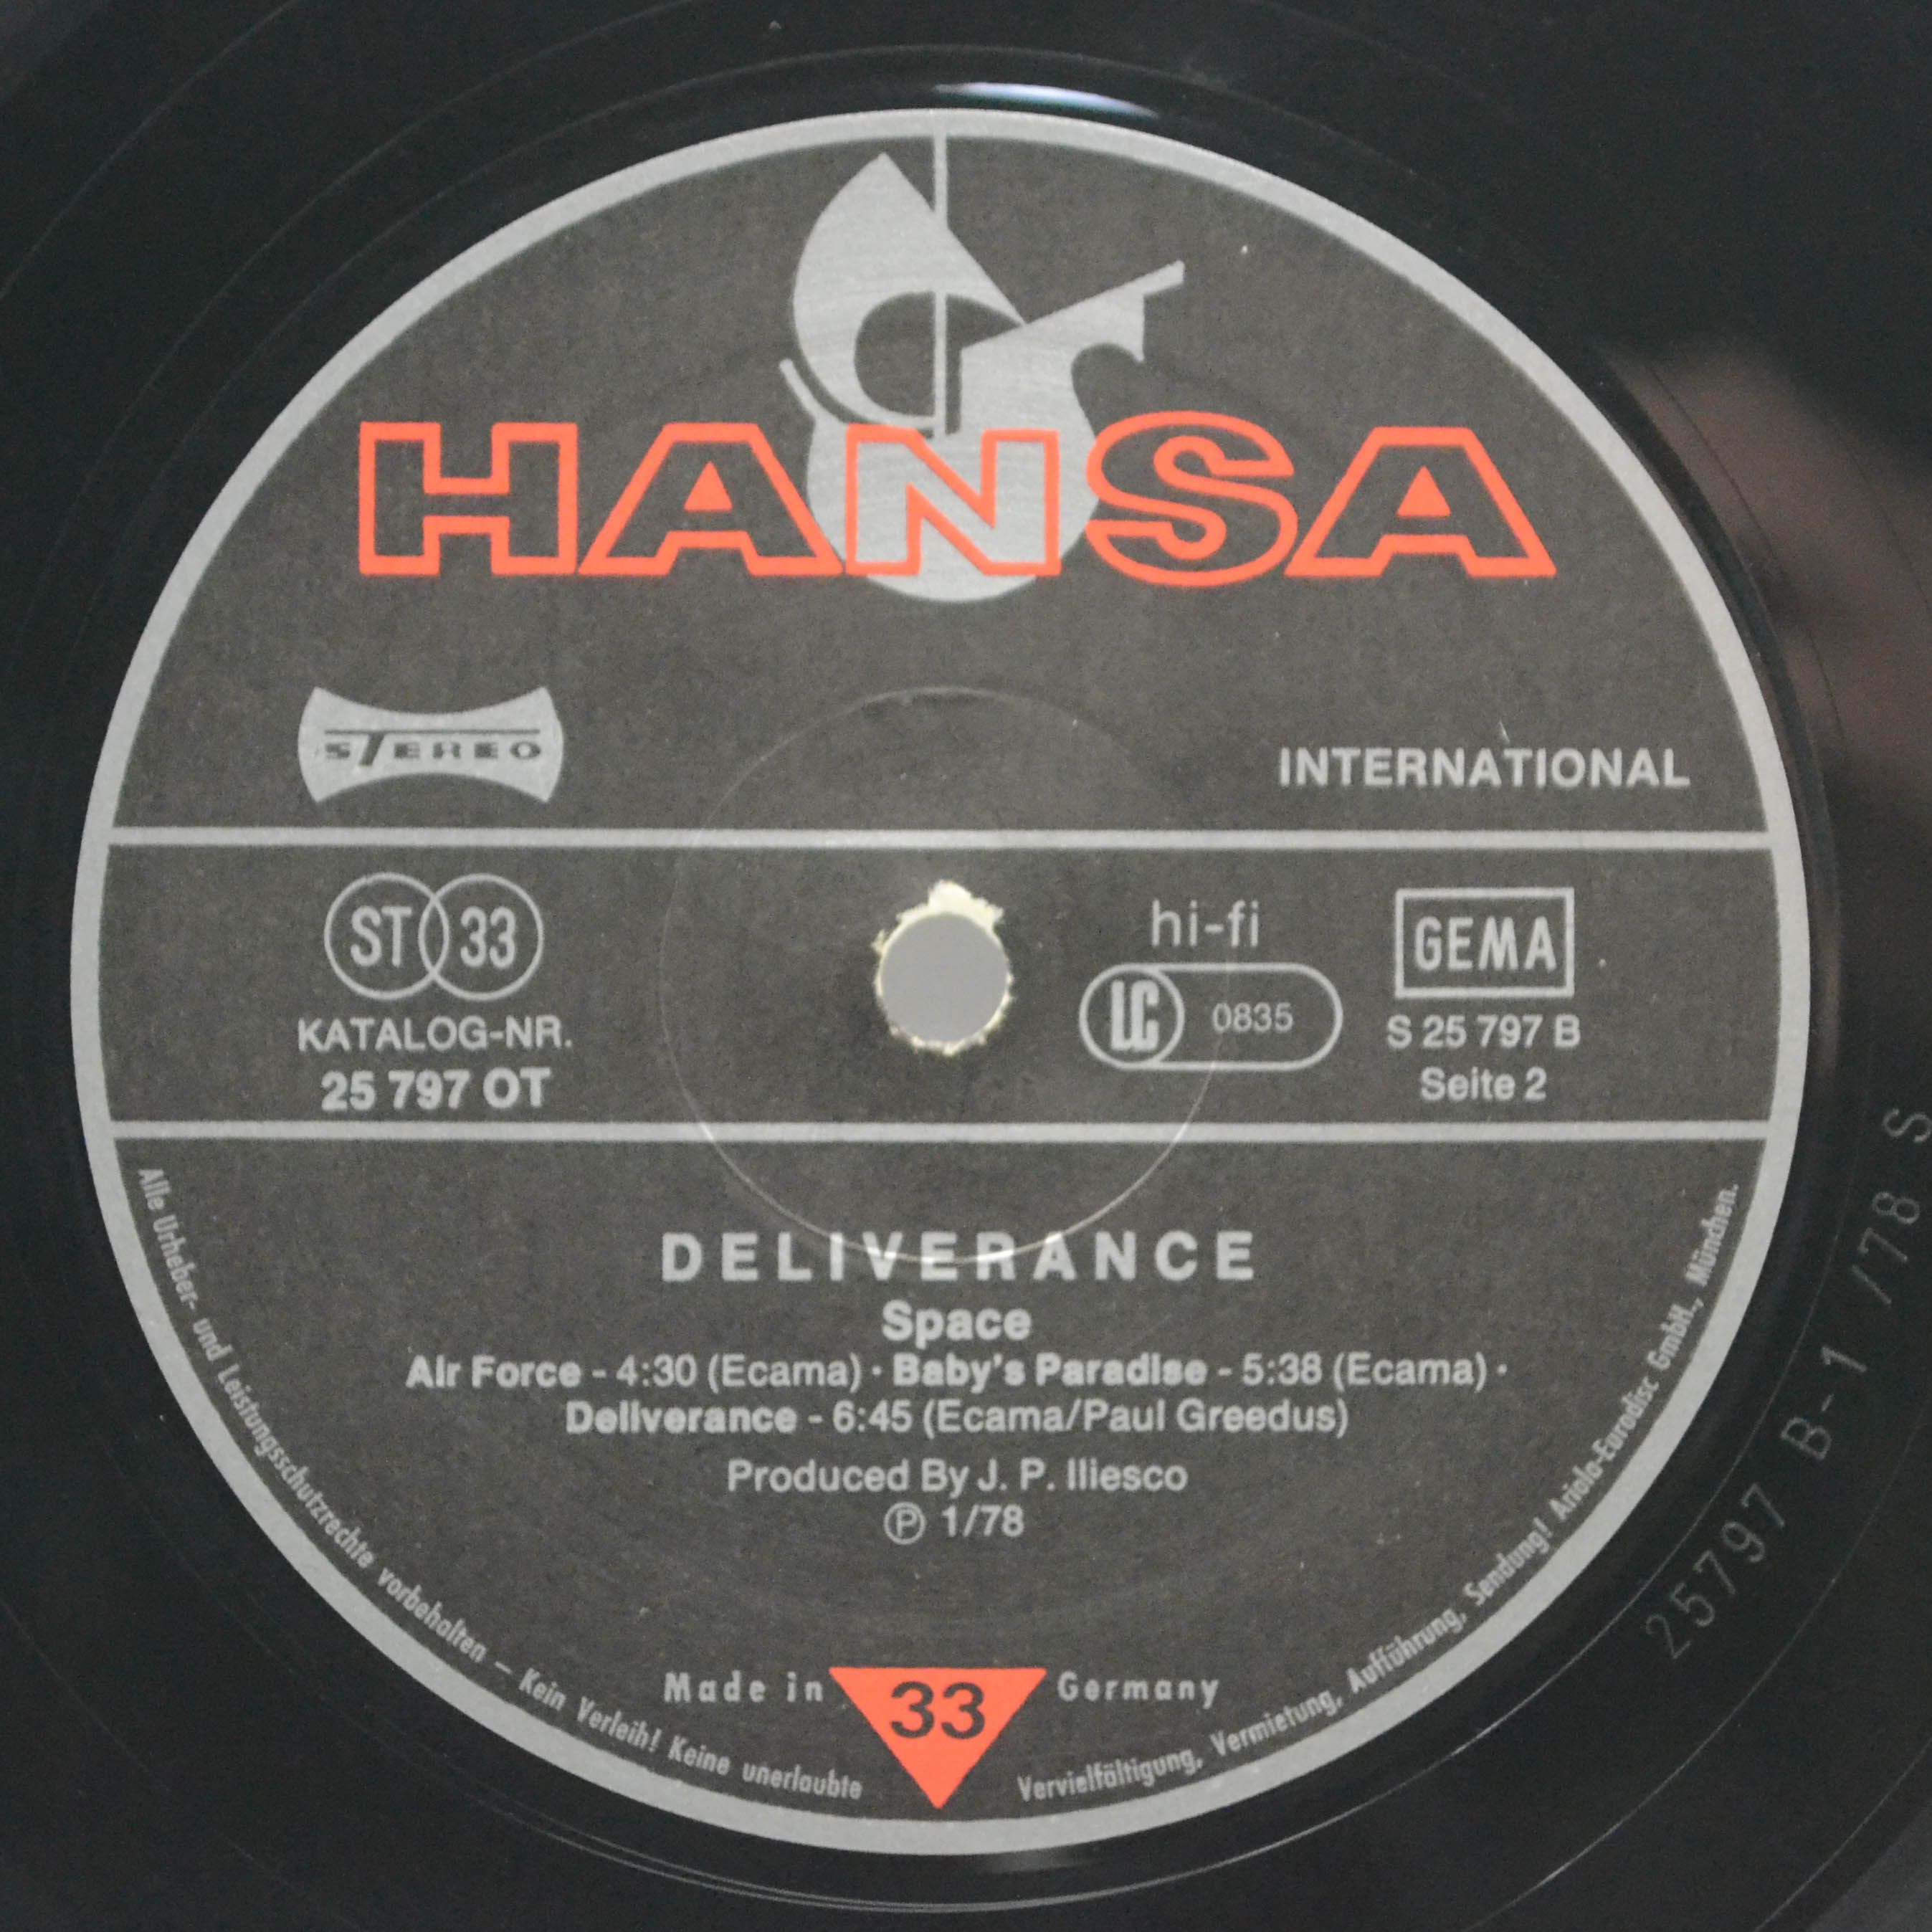 HANSA
STEREO
INTERNATIONAL
ST 33
KATALOG-NR.
25 797 OT
hi-fi
LC 0835
GEMA
S 25 797 B
Seite 2
DELIVERANCE
Space
Air Force - 4:30 (Ecama) · Baby's Paradise - 5:38 (Ecama) ·
Deliverance - 6:45 (Ecama/Paul Greedus)
Produced By J. P. Iliesco
Ⓟ 1/78
Made in 33 Germany
Alle Urheber- und Leistungsschutzrechte vorbehalten – Kein Verleih! Keine unerlaubte Vervielfältigung, Vermietung, Aufführung, Sendung! Ariola-Eurodisc GmbH., München.
25797 B-1 /78 S